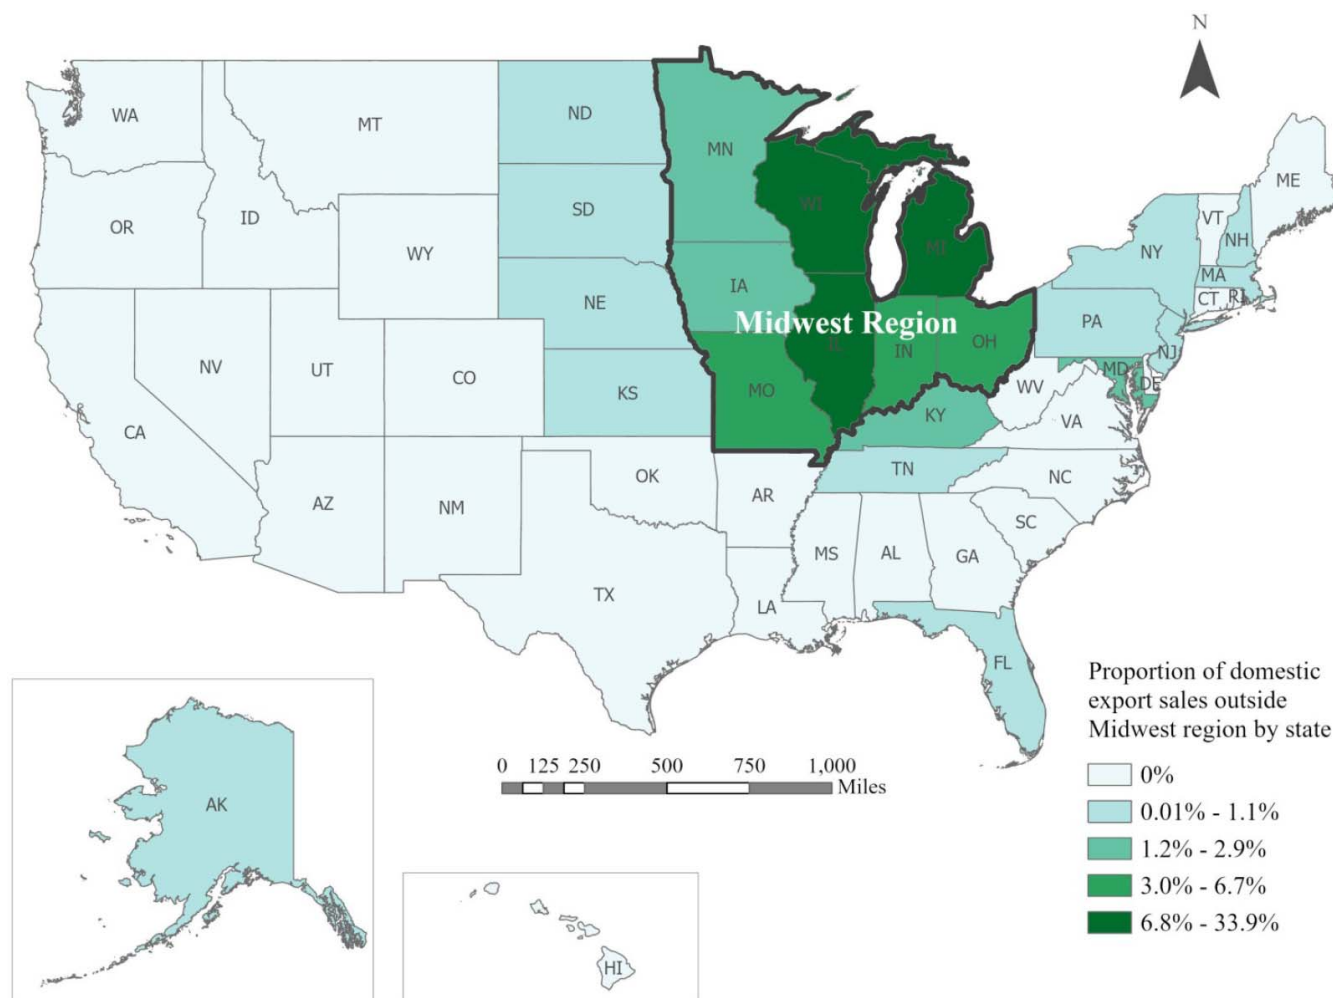 N
WA
MT
ND
MN
ME
OR
ID
SD
WI
MI
VT
NH
NY
WY
IA
MA
CT
RI
NE
PA
Midwest Region
NV
UT
CO
IL
IN
OH
NJ
MD
DE
KS
MO
WV
KY
VA
CA
TN
NC
OK
AR
AZ
NM
SC
MS
AL
GA
TX
LA
FL
AK
HI
0 125 250 500 750 1,000
Miles
Proportion of domestic
export sales outside
Midwest region by state
0%
0.01% - 1.1%
1.2% - 2.9%
3.0% - 6.7%
6.8% - 33.9%